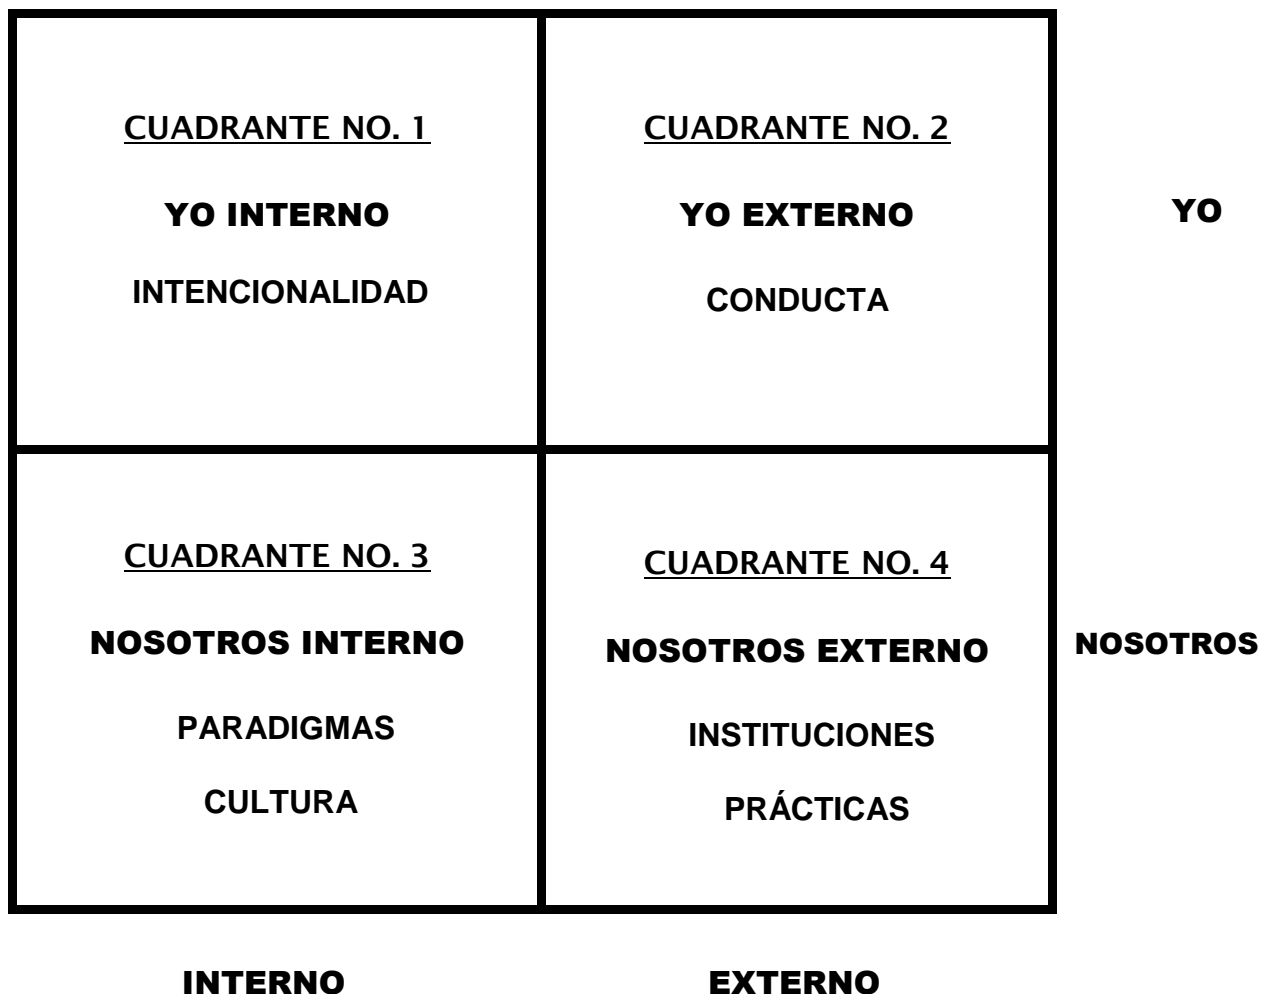 CUADRANTE NO. 1
YO INTERNO
INTENCIONALIDAD
CUADRANTE NO. 2
YO EXTERNO
CONDUCTA
YO
CUADRANTE NO. 3
NOSOTROS INTERNO
PARADIGMAS
CULTURA
CUADRANTE NO. 4
NOSOTROS EXTERNO
INSTITUCIONES
PRÁCTICAS
NOSOTROS
INTERNO
EXTERNO